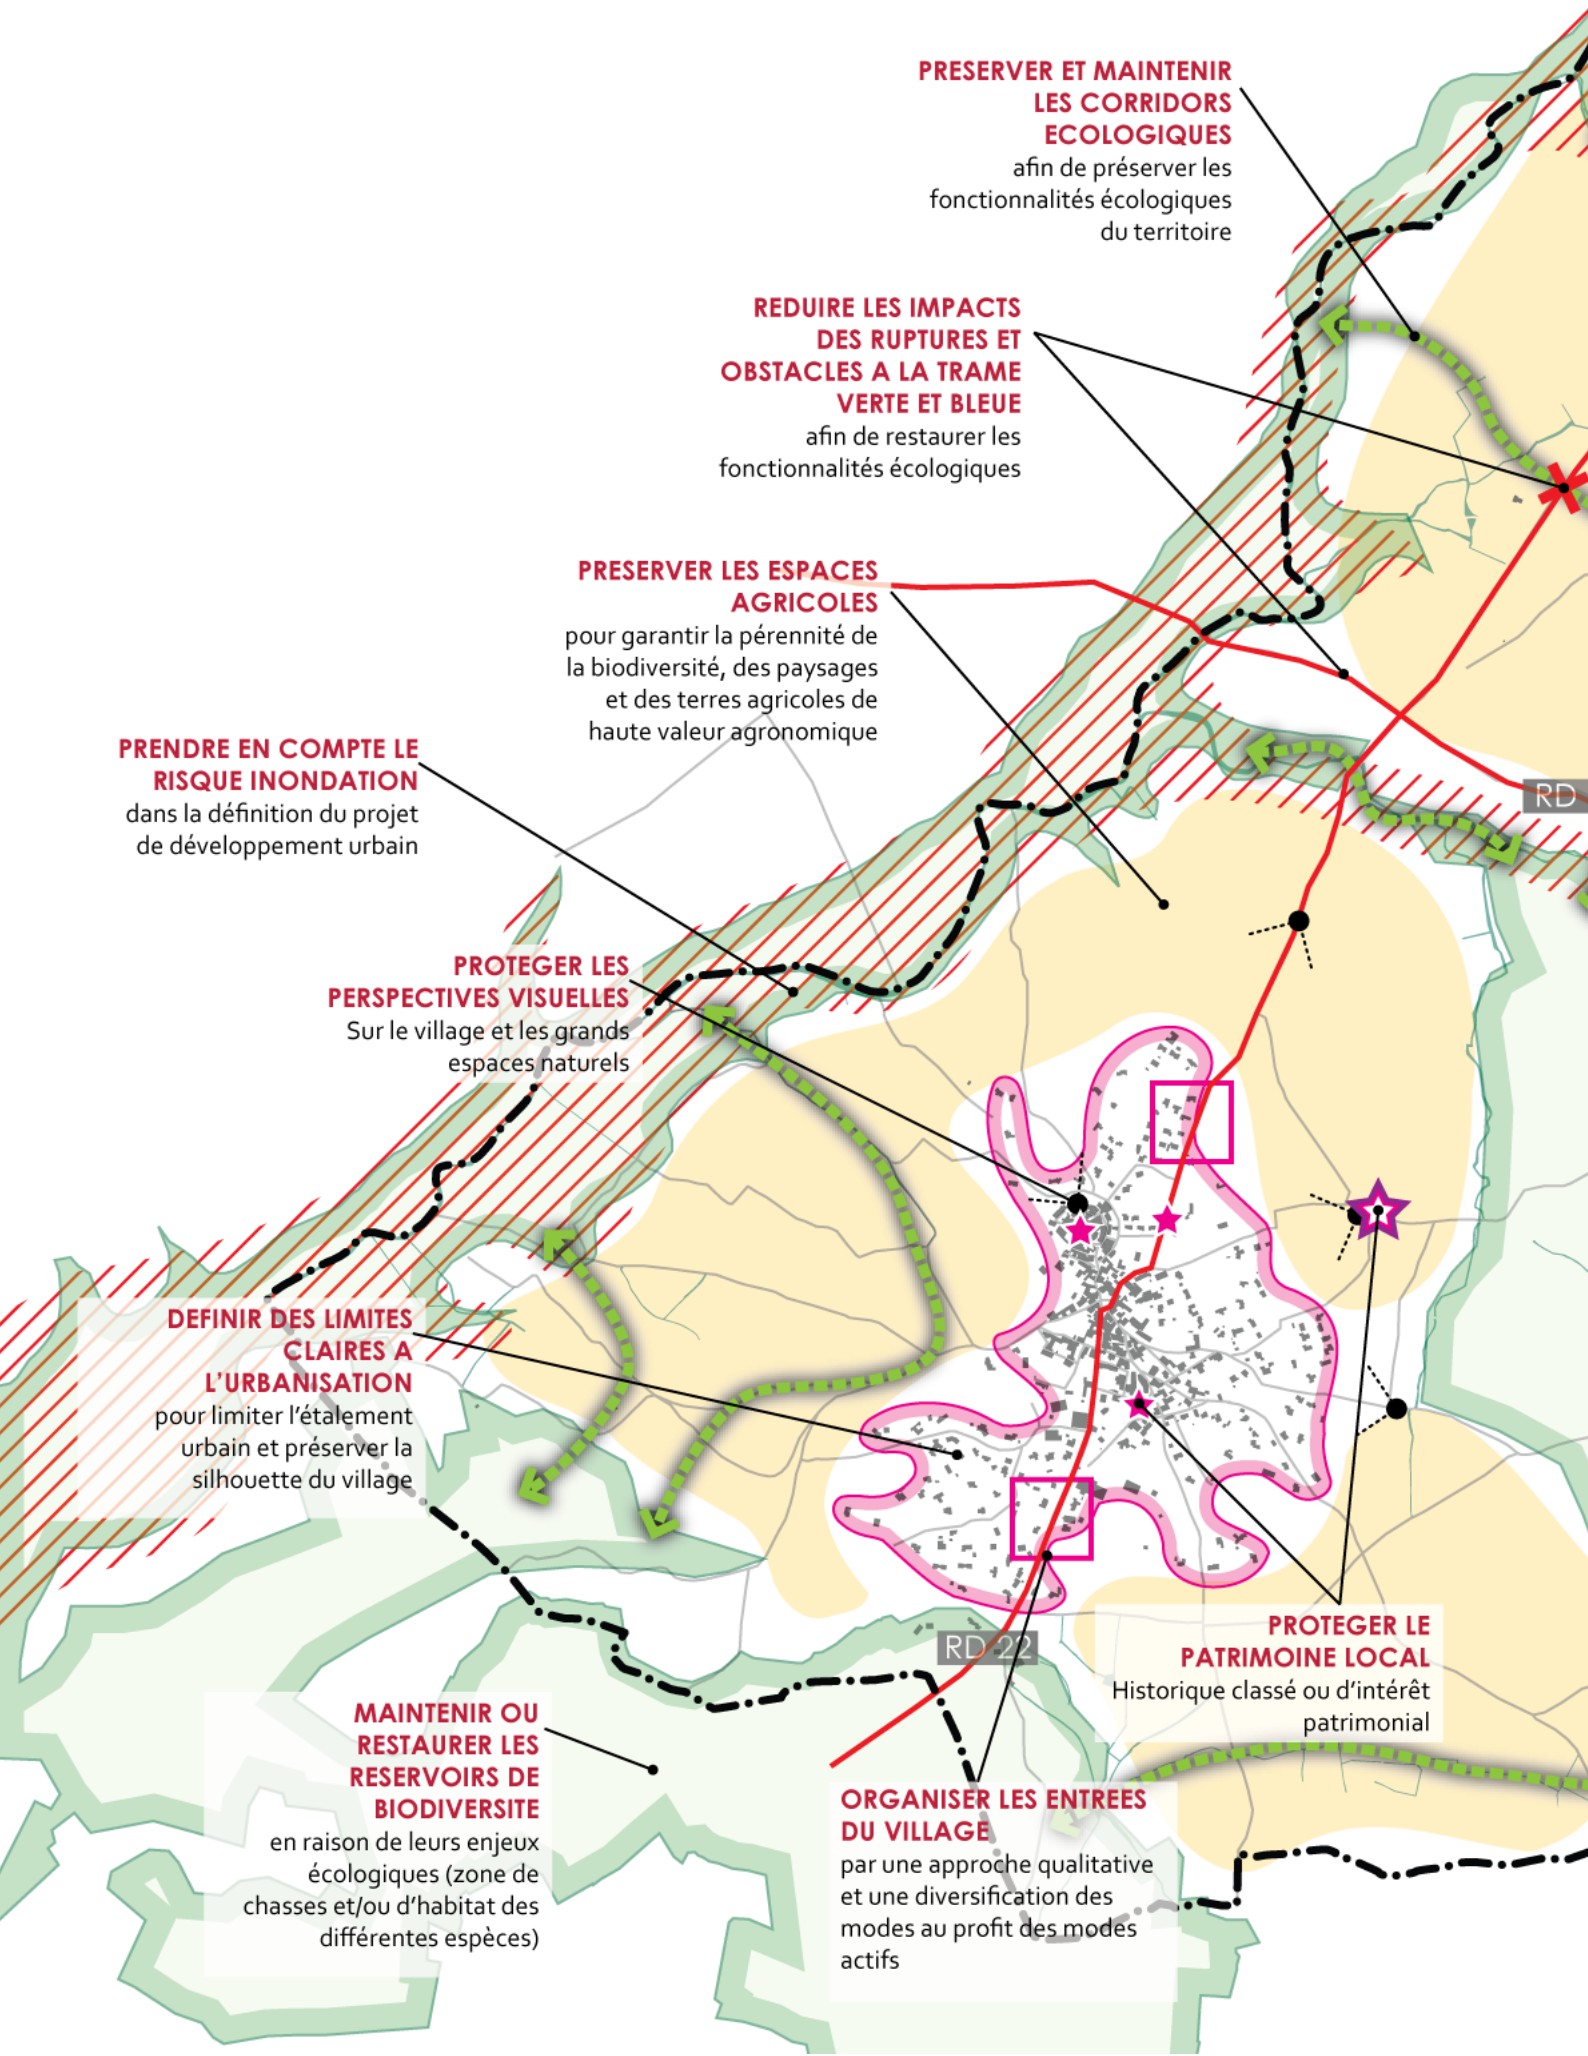 PRESERVER ET MAINTENIR
LES CORRIDORS
ECOLOGIQUES
afin de préserver les
fonctionnalités écologiques
du territoire
REDUIRE LES IMPACTS
DES RUPTURES ET
OBSTACLES A LA TRAME
VERTE ET BLEUE
afin de restaurer les
fonctionnalités écologiques
PRESERVER LES ESPACES
AGRICOLES
pour garantir la pérennité de
la biodiversité, des paysages
et des terres agricoles de
haute valeur agronomique
PRENDRE EN COMPTE LE
RISQUE INONDATION
dans la définition du projet
de développement urbain
RD
PROTEGER LES
PERSPECTIVES VISUELLES
Sur le village et les grands
espaces naturels
DEFINIR DES LIMITES
CLAIRES A
L'URBANISATION
pour limiter l'étalement
urbain et préserver la
silhouette du village
RD 22
PROTEGER LE
PATRIMOINE LOCAL
Historique classé ou d'intérêt
patrimonial
MAINTENIR OU
RESTAURER LES
RESERVOIRS DE
BIODIVERSITE
en raison de leurs enjeux
écologiques (zone de
chasses et/ou d'habitat des
différentes espèces)
ORGANISER LES ENTREES
DU VILLAGE
par une approche qualitative
et une diversification des
modes au profit des modes
actifs